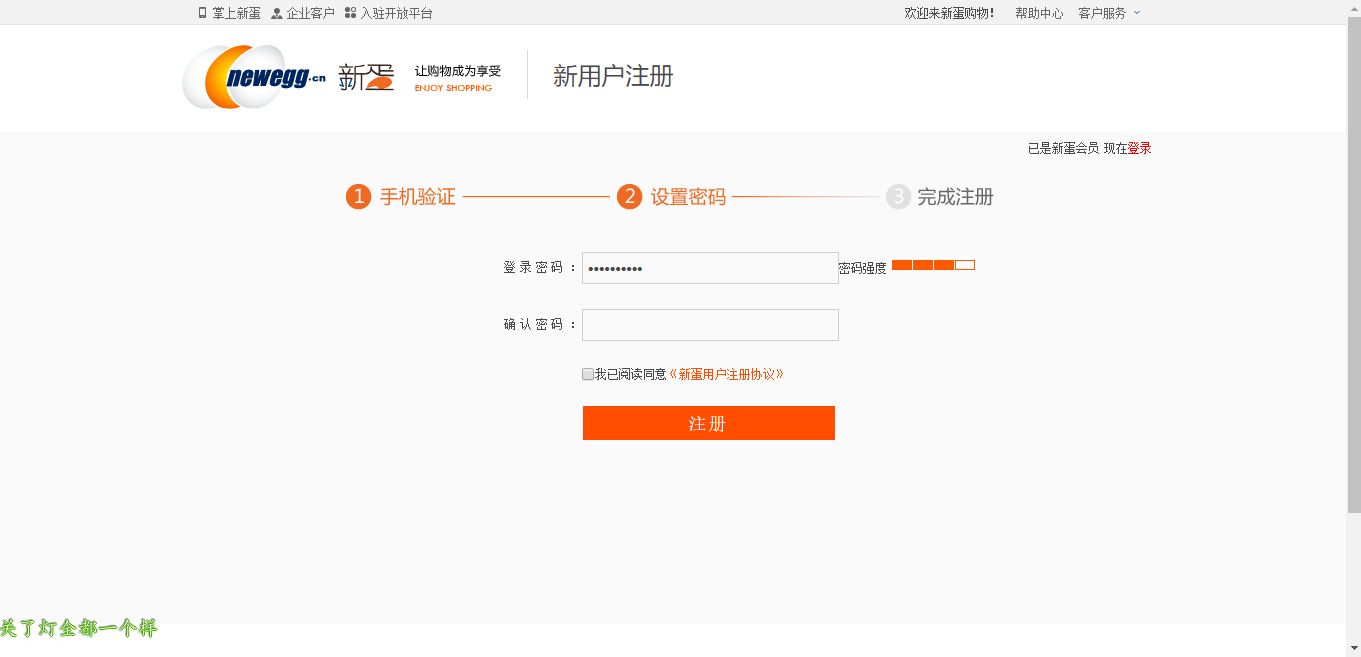 掌上新蛋 企业客户 入驻开放平台 欢迎来新蛋购物! 帮助中心 客户服务
newegg.cn 新蛋 让购物成为享受 新用户注册
ENJOY SHOPPING
已是新蛋会员 现在登录
1 手机验证 2 设置密码 3 完成注册
登录密码 : •••••••••• 密码强度
确认密码 :
我已阅读同意《新蛋用户注册协议》
注册
关了灯全都一个样